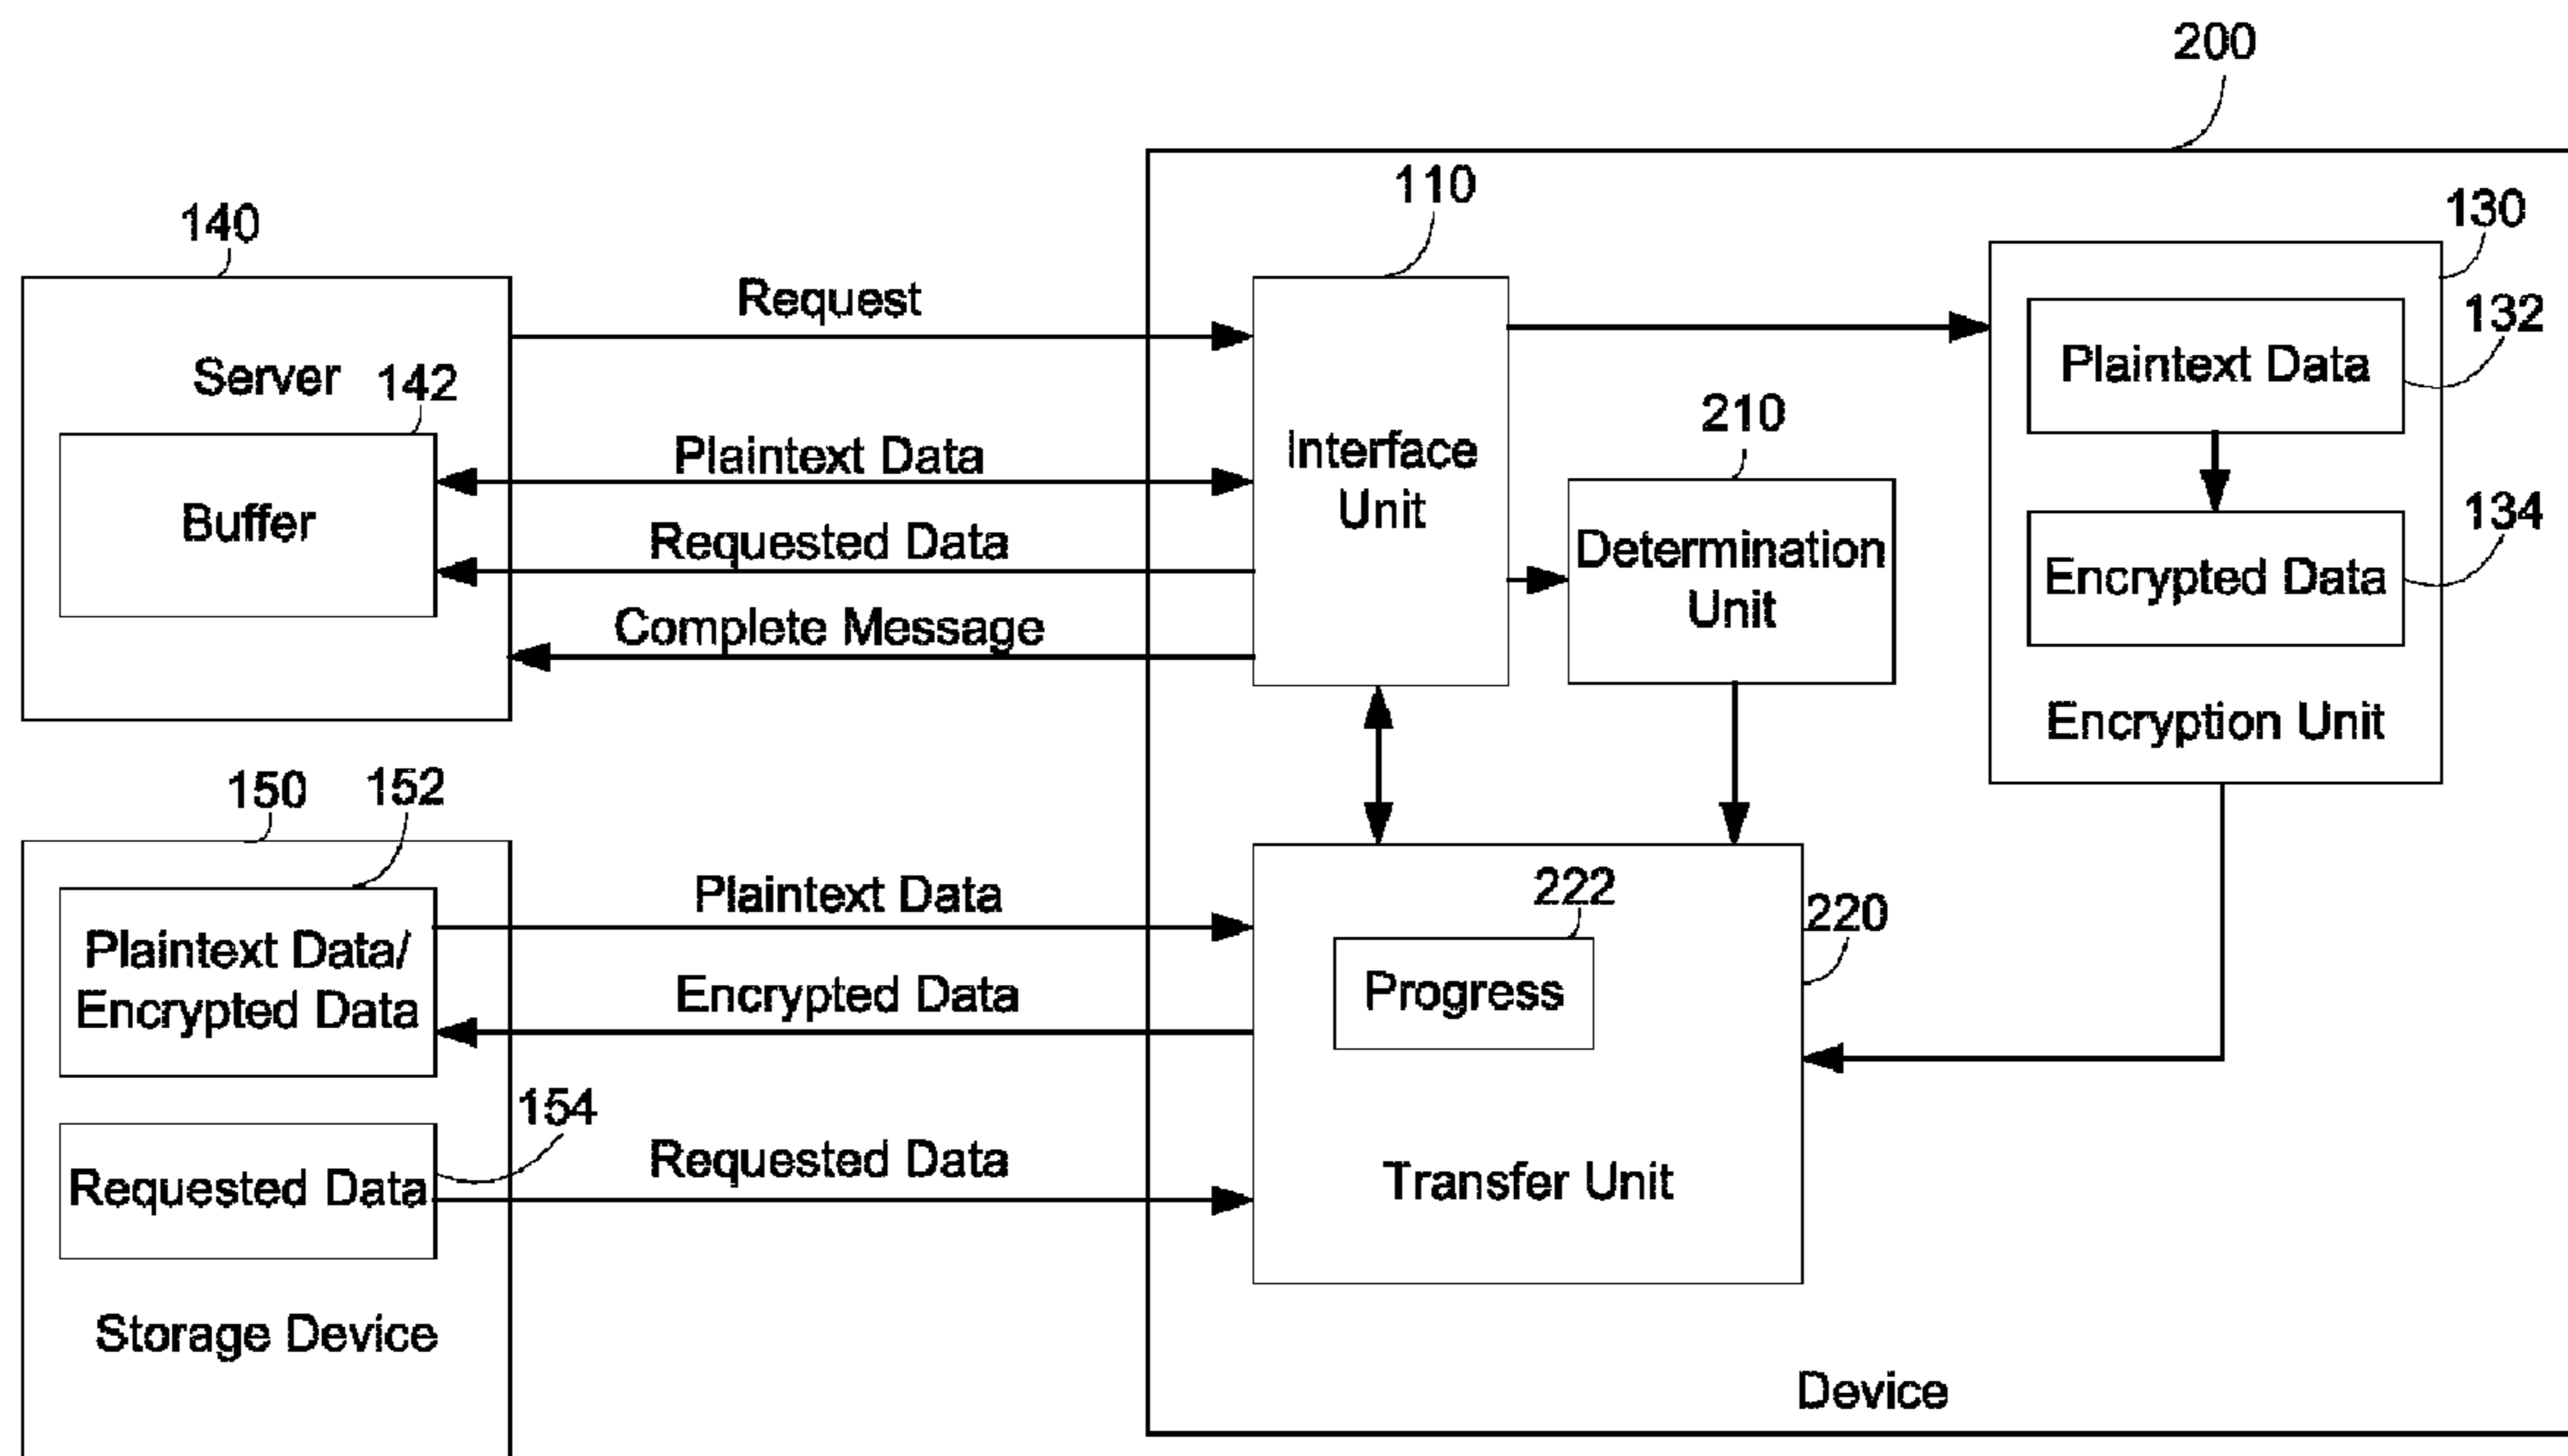 200
110
130
140
Request
132
Server
142
Plaintext Data
210
Plaintext Data
Interface
Unit
Buffer
Requested Data
134
Determination
Unit
Encrypted Data
Complete Message
Encryption Unit
150
152
222
220
Plaintext Data
Plaintext Data/
Encrypted Data
Encrypted Data
Progress
154
Requested Data
Requested Data
Transfer Unit
Storage Device
Device